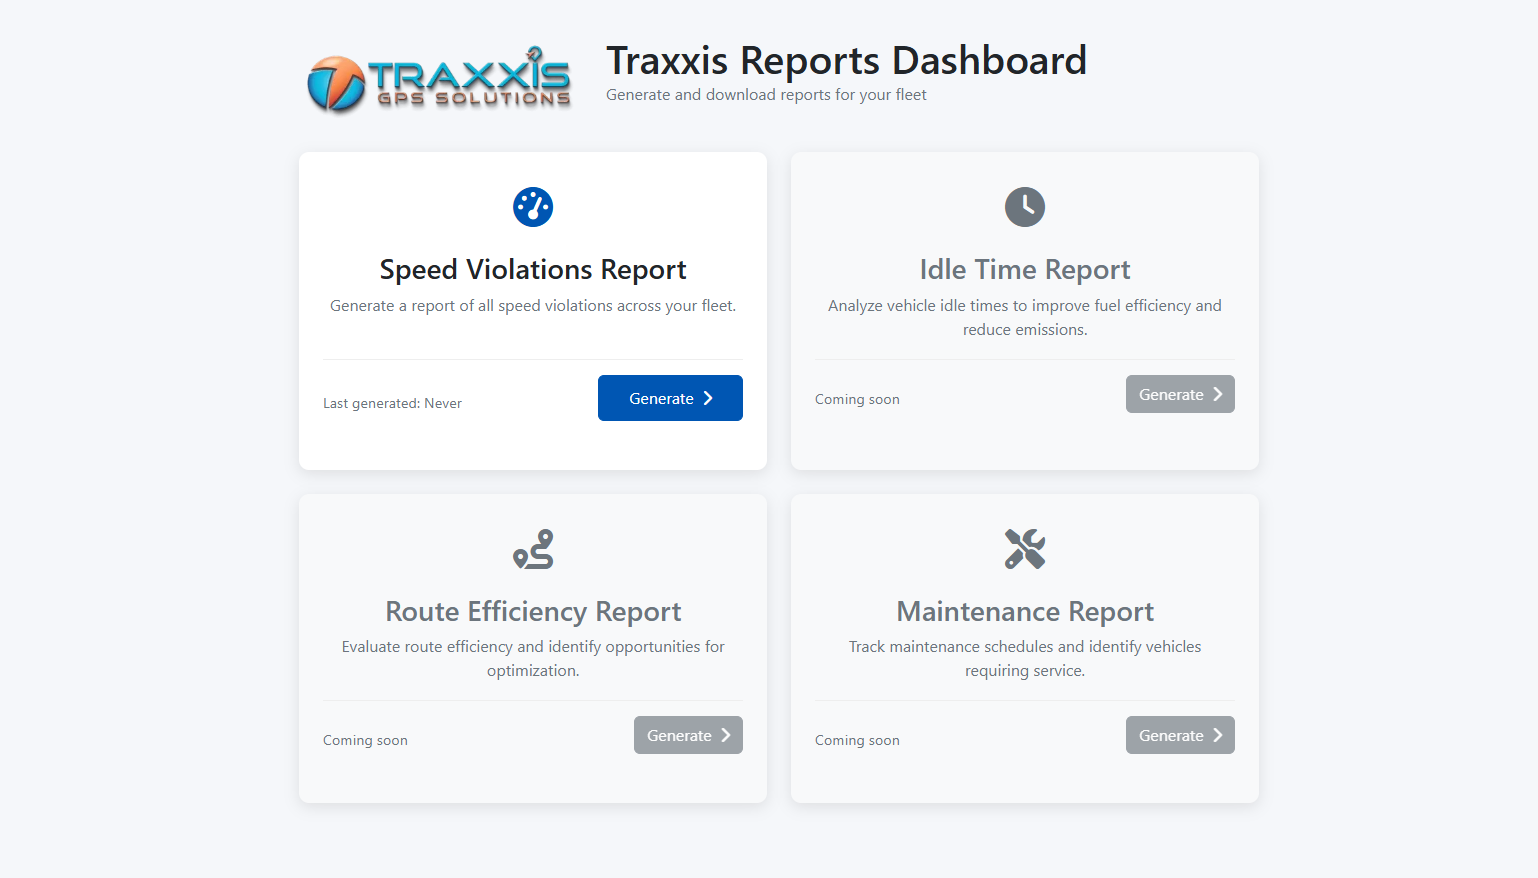 TRAXXIS
GPS SOLUTIONS
Traxxis Reports Dashboard
Generate and download reports for your fleet
Speed Violations Report
Generate a report of all speed violations across your fleet.
Last generated: Never
Generate
Idle Time Report
Analyze vehicle idle times to improve fuel efficiency and
reduce emissions.
Coming soon
Generate
Route Efficiency Report
Evaluate route efficiency and identify opportunities for
optimization.
Coming soon
Generate
Maintenance Report
Track maintenance schedules and identify vehicles
requiring service.
Coming soon
Generate